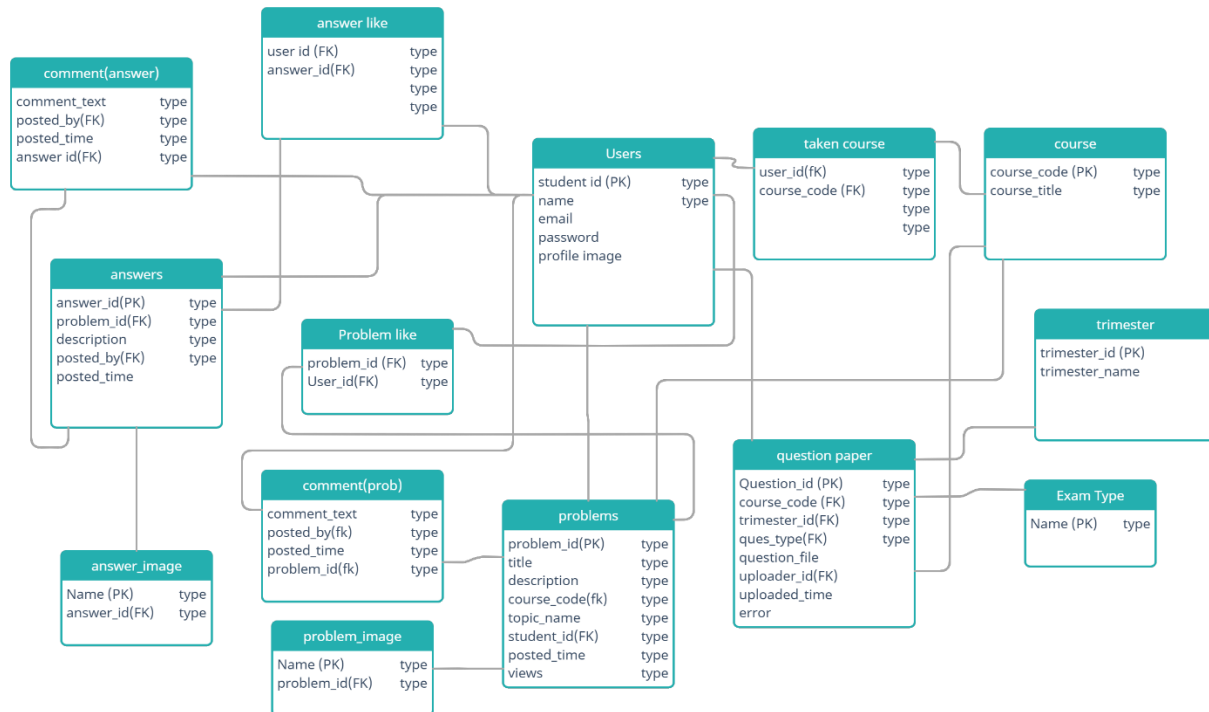 answer like
user id (FK) type
answer_id(FK) type
type
type
comment(answer)
comment_text type
posted_by(FK) type
posted_time type
answer id(FK) type
Users
student id (PK) type
name type
email
password
profile image
taken course
user_id(fK) type
course_code (FK) type
type
type
course
course_code (PK) type
course_title type
answers
answer_id(PK) type
problem_id(FK) type
description type
posted_by(FK) type
posted_time
Problem like
problem_id (FK) type
User_id(FK) type
trimester
trimester_id (PK)
trimester_name
question paper
Question_id (PK) type
course_code (FK) type
trimester_id(FK) type
ques_type(FK) type
question_file
uploader_id(FK)
uploaded_time
error
Exam Type
Name (PK) type
comment(prob)
comment_text type
posted_by(fk) type
posted_time type
problem_id(fk) type
problems
problem_id(PK) type
title type
description type
course_code(fk) type
topic_name type
student_id(FK) type
posted_time type
views type
answer_image
Name (PK) type
answer_id(FK) type
problem_image
Name (PK) type
problem_id(FK) type